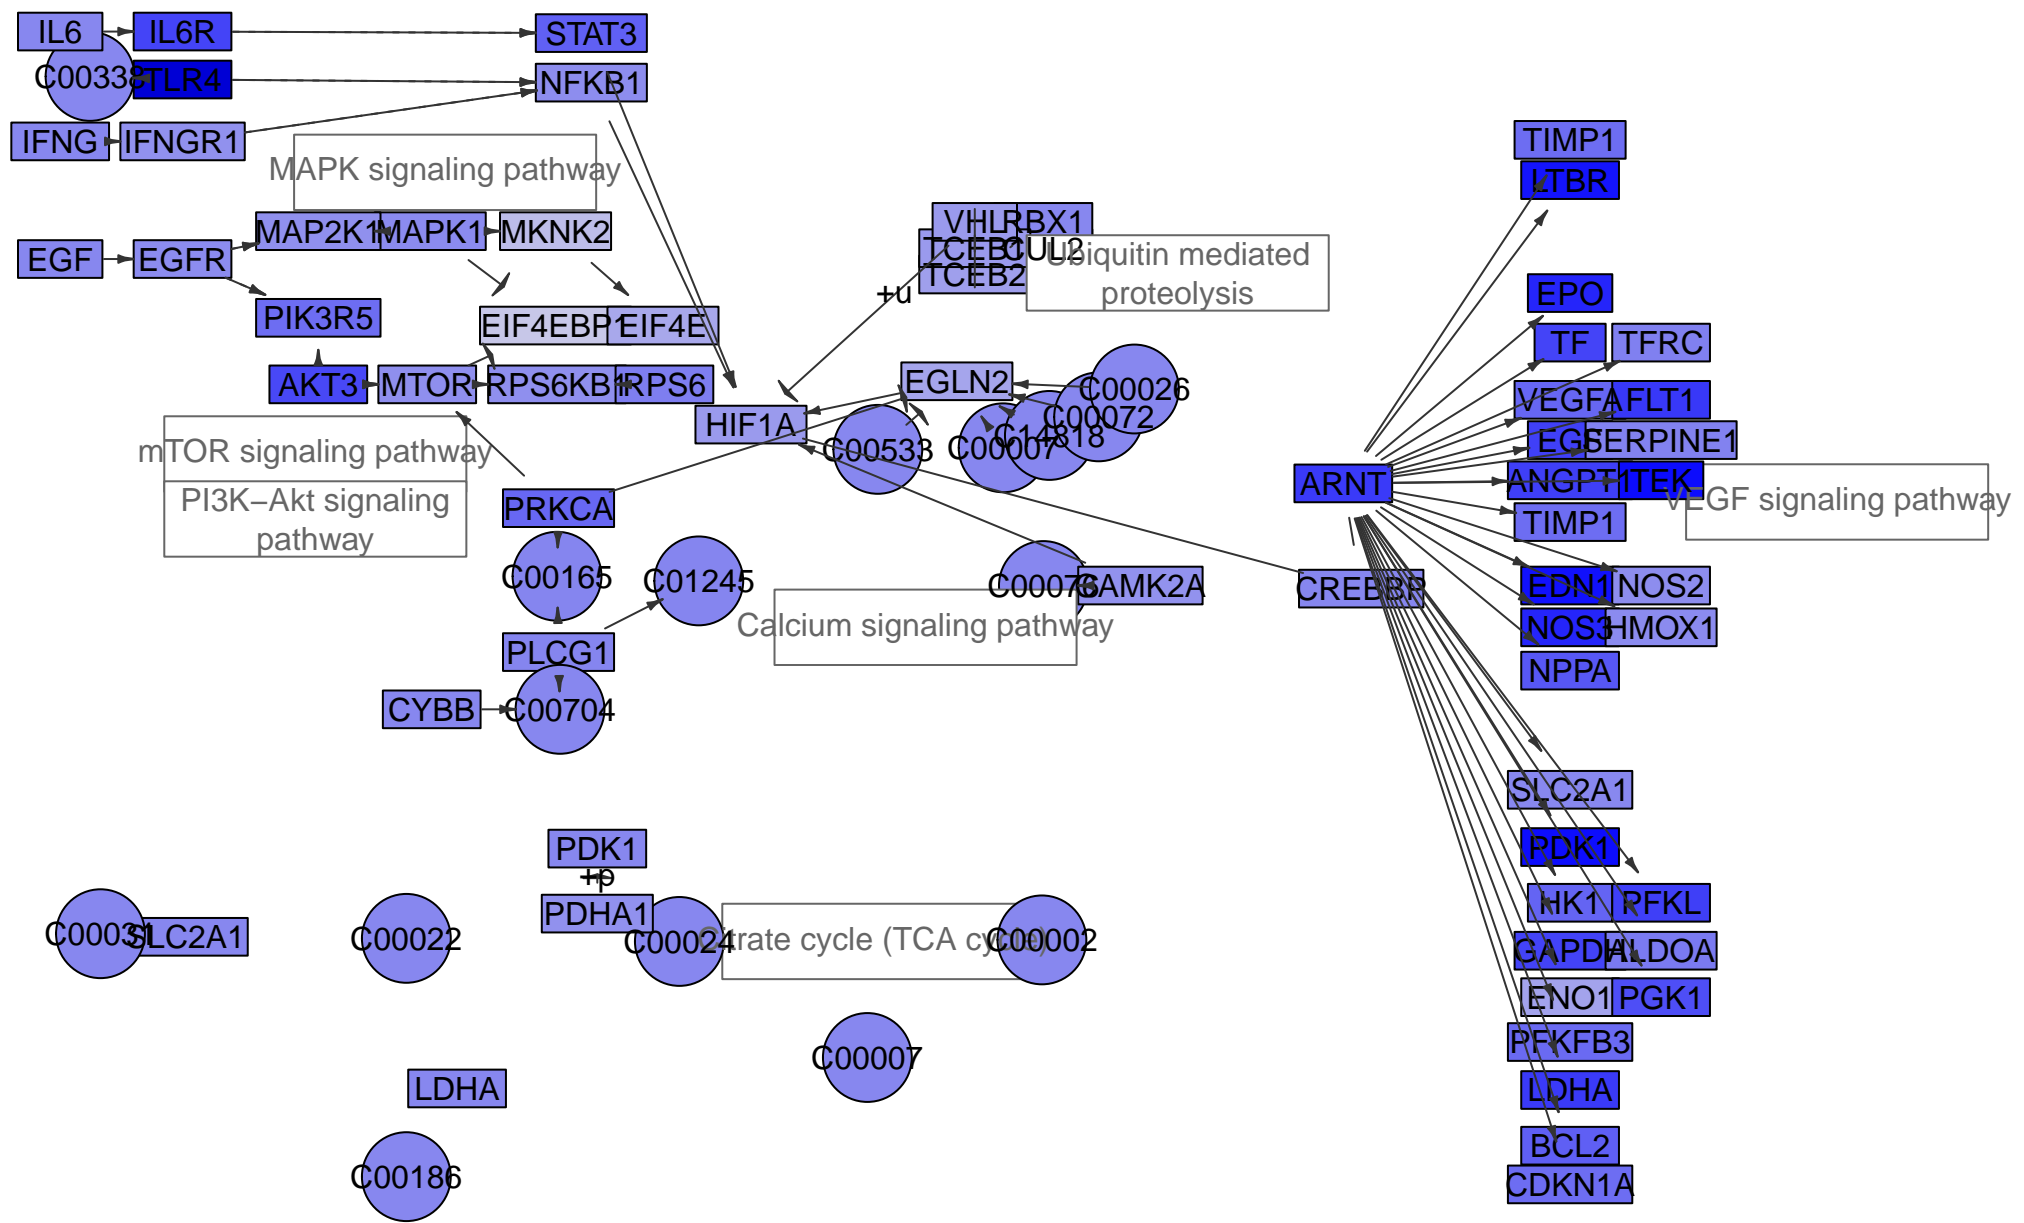 IL6
IL6R
STAT3
C00338
TLR4
NFKB1
IFNG
IFNGR1
TIMP1
MAPK signaling pathway
LTBR
VHL
RBX1
MAP2K1
MAPK1
MKNK2
TCEB1
CUL2
Ubiquitin mediated
proteolysis
EGF
EGFR
TCEB2
+u
EPO
PIK3R5
EIF4EBP1
EIF4E
TF
TFRC
AKT3
MTOR
RPS6KB1
RPS6
EGLN2
C00026
VEGFA
FLT1
HIF1A
C00072
C14818
C00007
C00533
EGF
SERPINE1
mTOR signaling pathway
PI3K–Akt signaling
pathway
ARNT
ANGPT1
TEK
VEGF signaling pathway
PRKCA
TIMP1
C00165
C01245
C00076
CAMK2A
CREBBP
EDN1
NOS2
Calcium signaling pathway
NOS3
HMOX1
PLCG1
NPPA
CYBB
C00704
SLC2A1
PDK1
PDK1
+p
HK1
PFKL
PDHA1
C00031
SLC2A1
C00022
C00024
Citrate cycle (TCA cycle)
C00002
GAPDH
ALDOA
ENO1
PGK1
PFKFB3
C00007
LDHA
LDHA
BCL2
C00186
CDKN1A